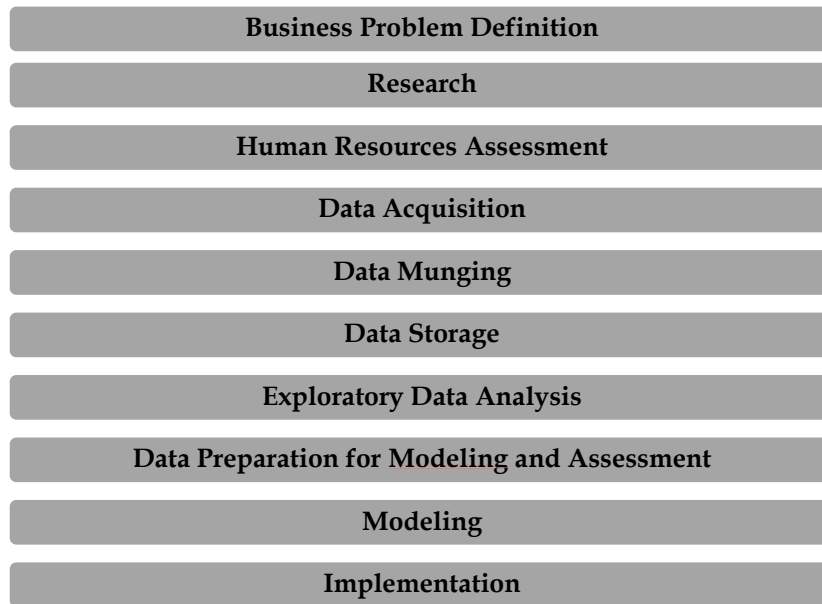 Business Problem Definition
Research
Human Resources Assessment
Data Acquisition
Data Munging
Data Storage
Exploratory Data Analysis
Data Preparation for Modeling and Assessment
Modeling
Implementation